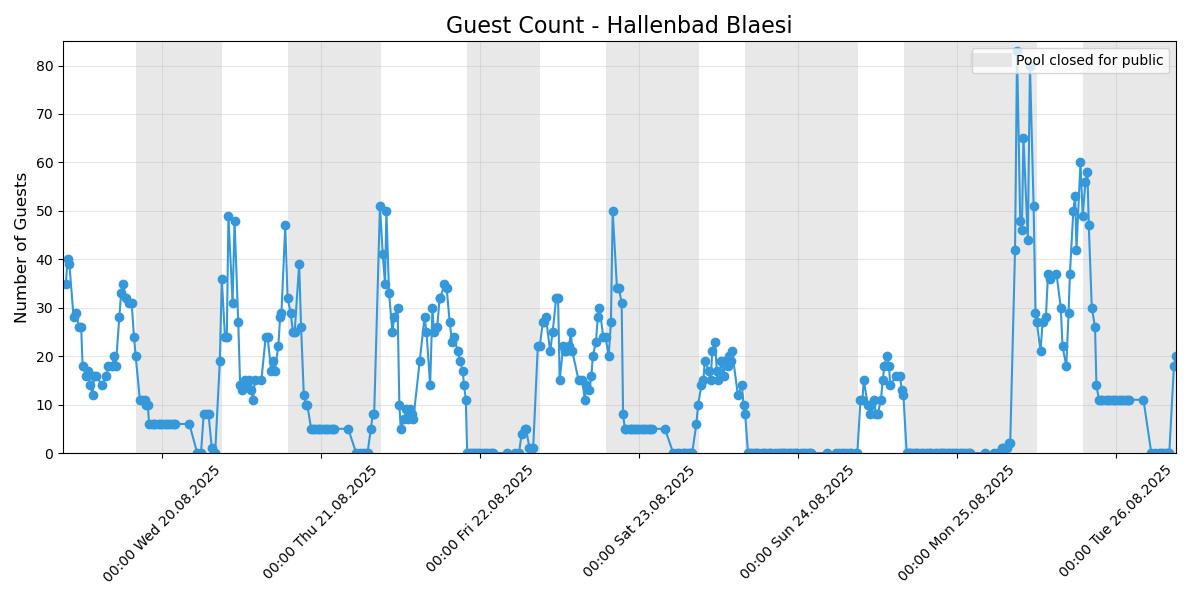 Guest Count - Hallenbad Blaesi
Pool closed for public
Number of Guests
80
70
60
50
40
30
20
10
0
00:00 Wed 20.08.2025
00:00 Thu 21.08.2025
00:00 Fri 22.08.2025
00:00 Sat 23.08.2025
00:00 Sun 24.08.2025
00:00 Mon 25.08.2025
00:00 Tue 26.08.2025